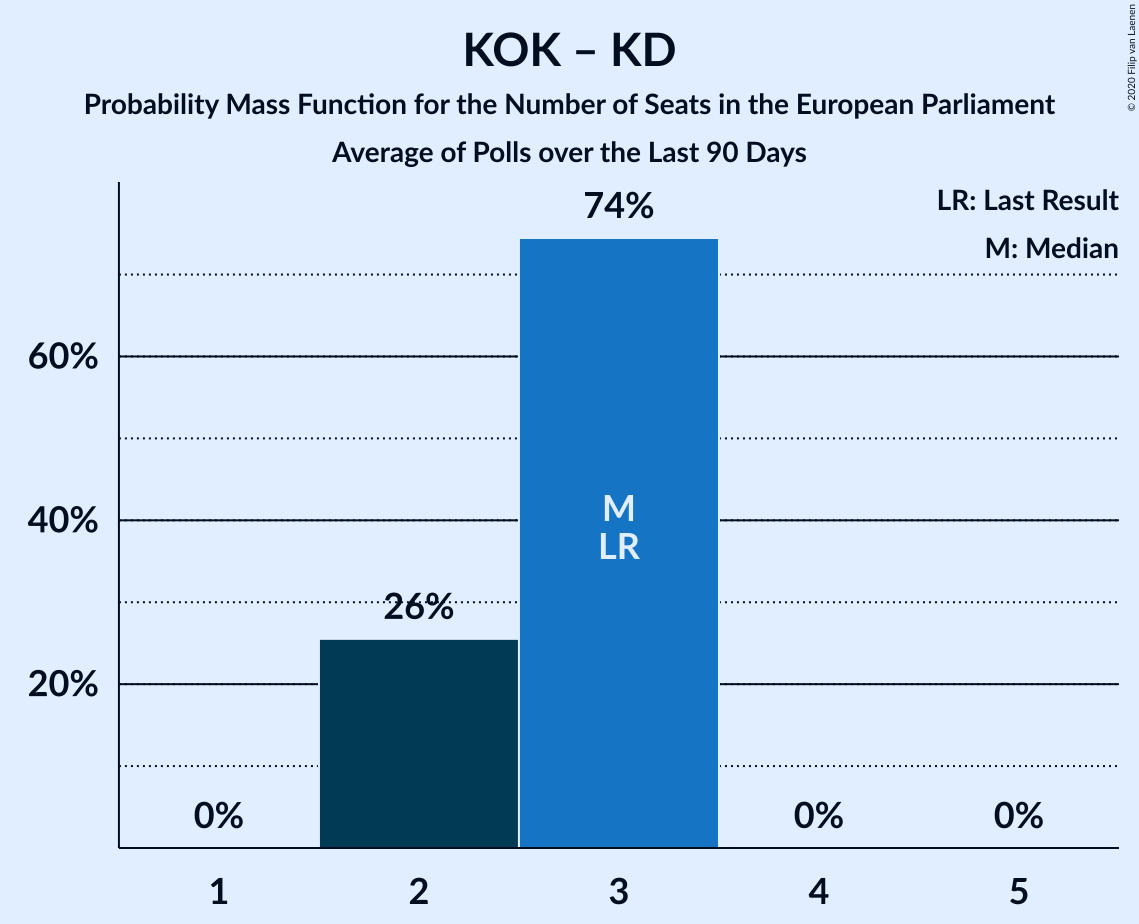 KOK – KD
Probability Mass Function for the Number of Seats in the European Parliament
Average of Polls over the Last 90 Days
© 2020 Filip van Laenen
LR: Last Result
M: Median
74%
60%
40%
20%
M
LR
26%
0%
0%
0%
1
2
3
4
5